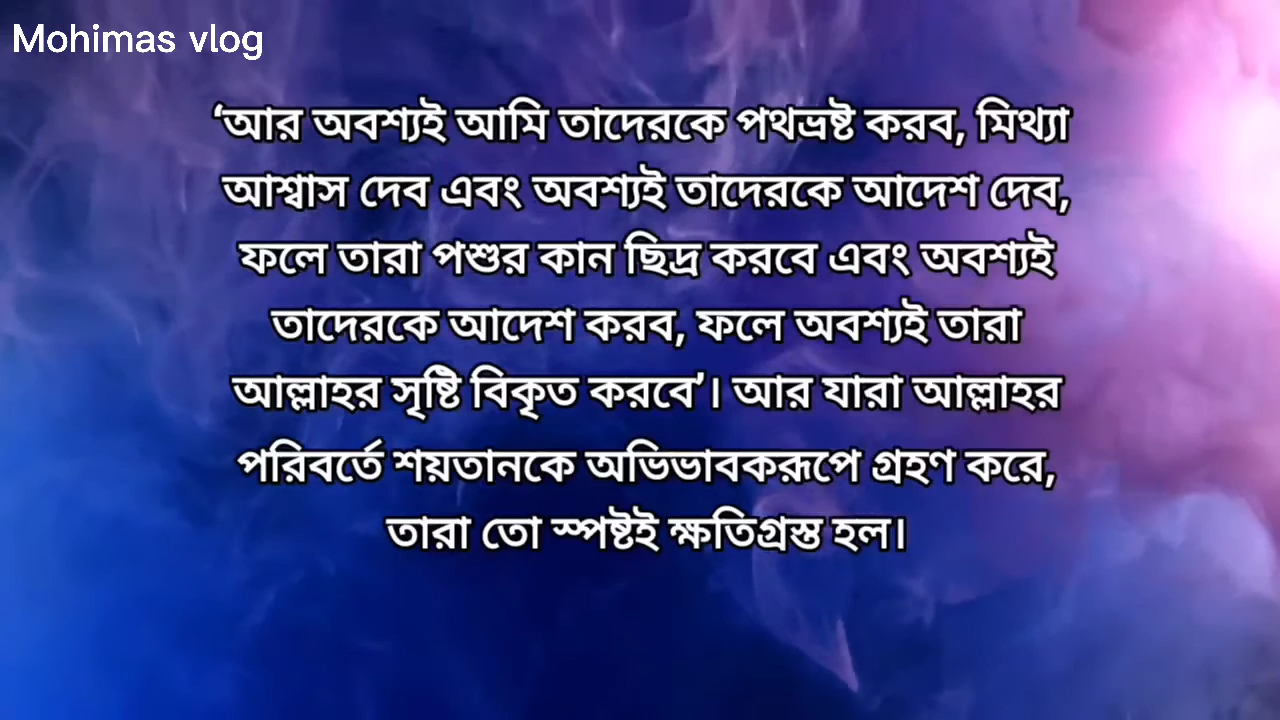 Mohimas vlog
‘আর অবশ্যই আমি তাদেরকে পথভ্রষ্ট করব, মিথ্যা
আশ্বাস দেব এবং অবশ্যই তাদেরকে আদেশ দেব,
ফলে তারা পশুর কান ছিদ্র করবে এবং অবশ্যই
তাদেরকে আদেশ করব, ফলে অবশ্যই তারা
আল্লাহর সৃষ্টি বিকৃত করবে’। আর যারা আল্লাহর
পরিবর্তে শয়তানকে অভিভাবকরূপে গ্রহণ করে,
তারা তো স্পষ্টই ক্ষতিগ্রস্ত হল।